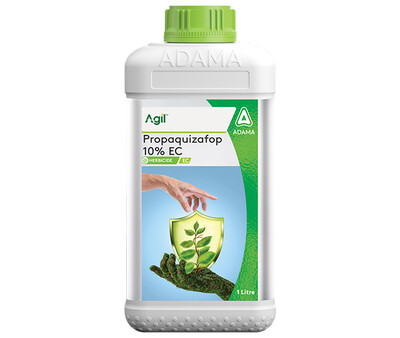 ADAMA
Agil
ADAMA
Propaquizafop
10% EC
HERBICIDE EC
1 Litre